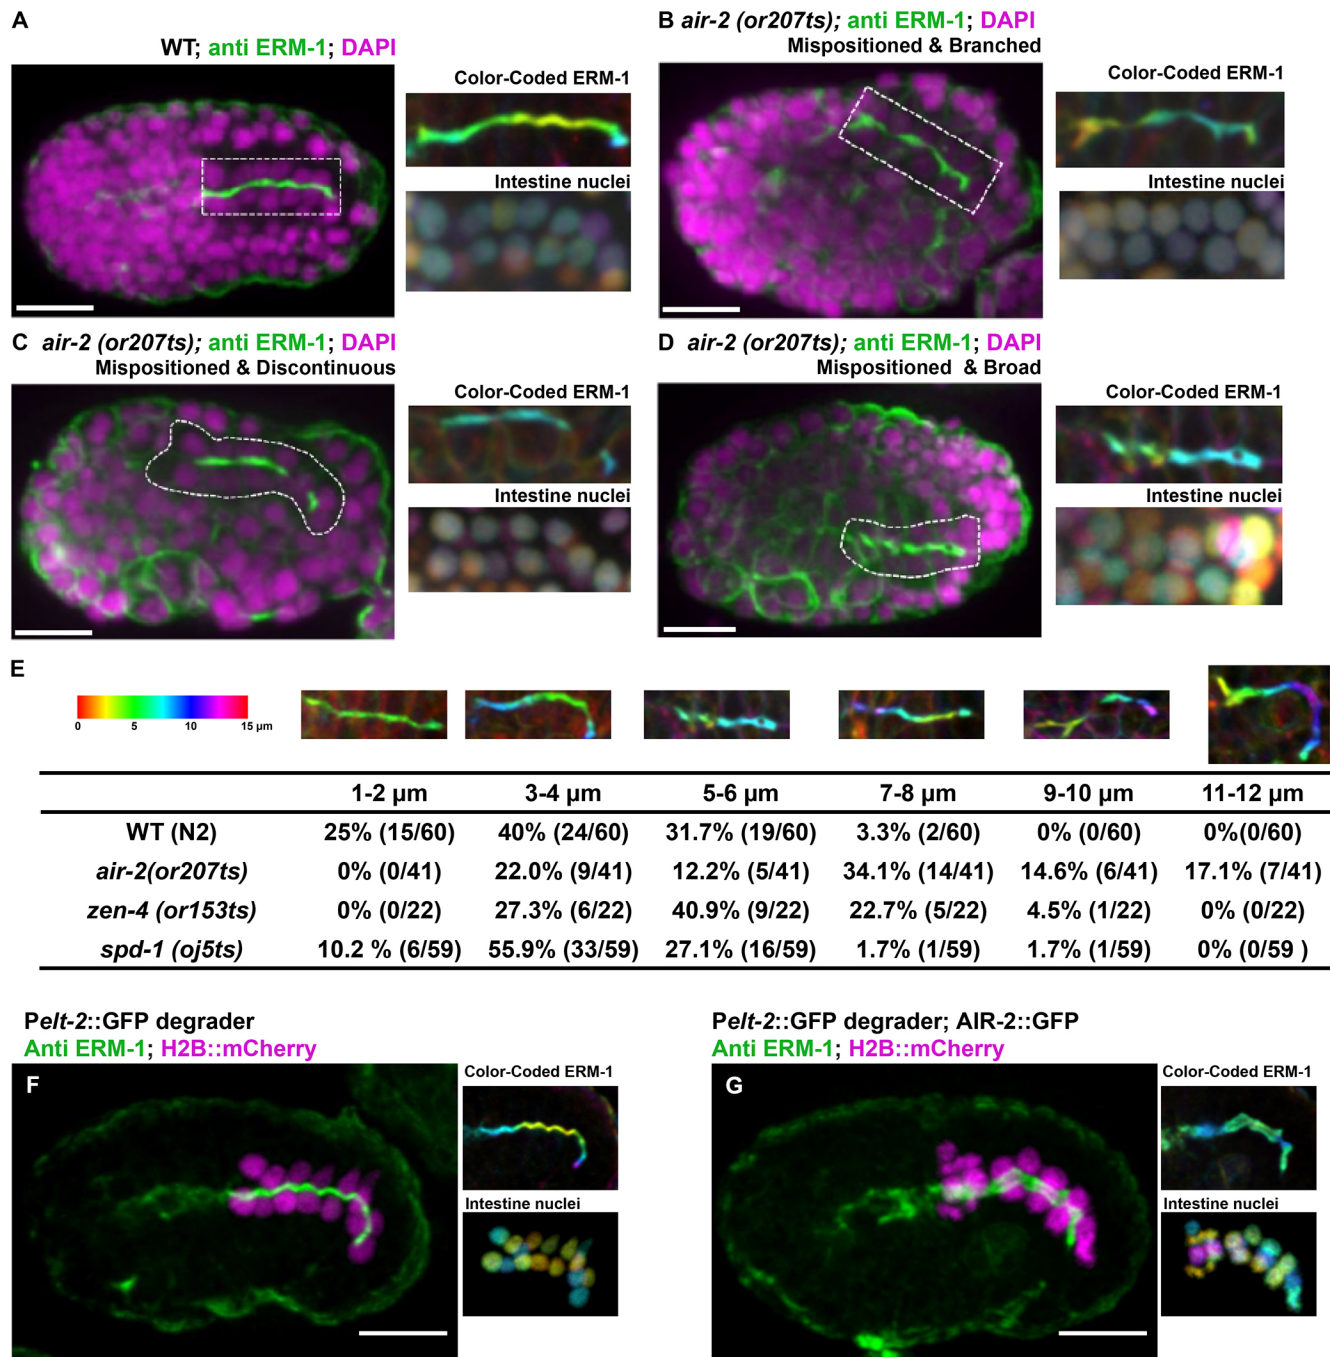 A
WT; anti ERM-1; DAPI
Color-Coded ERM-1
Intestine nuclei
B air-2 (or207ts); anti ERM-1; DAPI
Mispositioned & Branched
Color-Coded ERM-1
Intestine nuclei
C air-2 (or207ts); anti ERM-1; DAPI
Mispositioned & Discontinuous
Color-Coded ERM-1
Intestine nuclei
D air-2 (or207ts); anti ERM-1; DAPI
Mispositioned & Broad
Color-Coded ERM-1
Intestine nuclei
E
0 5 10 15 µm
1-2 µm 3-4 µm 5-6 µm 7-8 µm 9-10 µm 11-12 µm
WT (N2) 25% (15/60) 40% (24/60) 31.7% (19/60) 3.3% (2/60) 0% (0/60) 0%(0/60)
air-2(or207ts) 0% (0/41) 22.0% (9/41) 12.2% (5/41) 34.1% (14/41) 14.6% (6/41) 17.1% (7/41)
zen-4 (or153ts) 0% (0/22) 27.3% (6/22) 40.9% (9/22) 22.7% (5/22) 4.5% (1/22) 0% (0/22)
spd-1 (oj5ts) 10.2 % (6/59) 55.9% (33/59) 27.1% (16/59) 1.7% (1/59) 1.7% (1/59) 0% (0/59 )
Pelt-2::GFP degrader
Anti ERM-1; H2B::mCherry
F
Color-Coded ERM-1
Intestine nuclei
Pelt-2::GFP degrader; AIR-2::GFP
Anti ERM-1; H2B::mCherry
G
Color-Coded ERM-1
Intestine nuclei